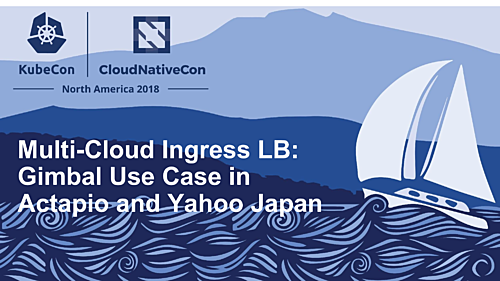 KubeCon
CloudNativeCon
North America 2018
Multi-Cloud Ingress LB:
Gimbal Use Case in
Actapio and Yahoo Japan